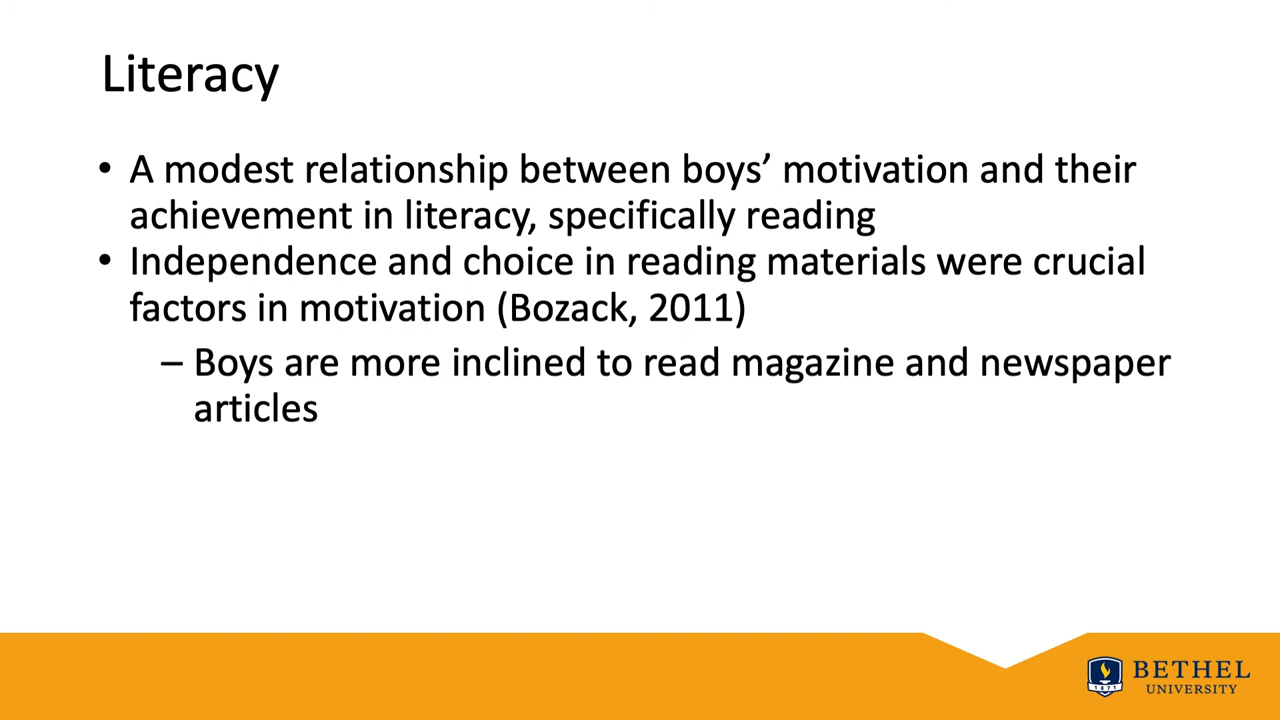 Literacy
• A modest relationship between boys’ motivation and their
achievement in literacy, specifically reading
• Independence and choice in reading materials were crucial
factors in motivation (Bozack, 2011)
– Boys are more inclined to read magazine and newspaper
articles
1871
BETHEL
UNIVERSITY